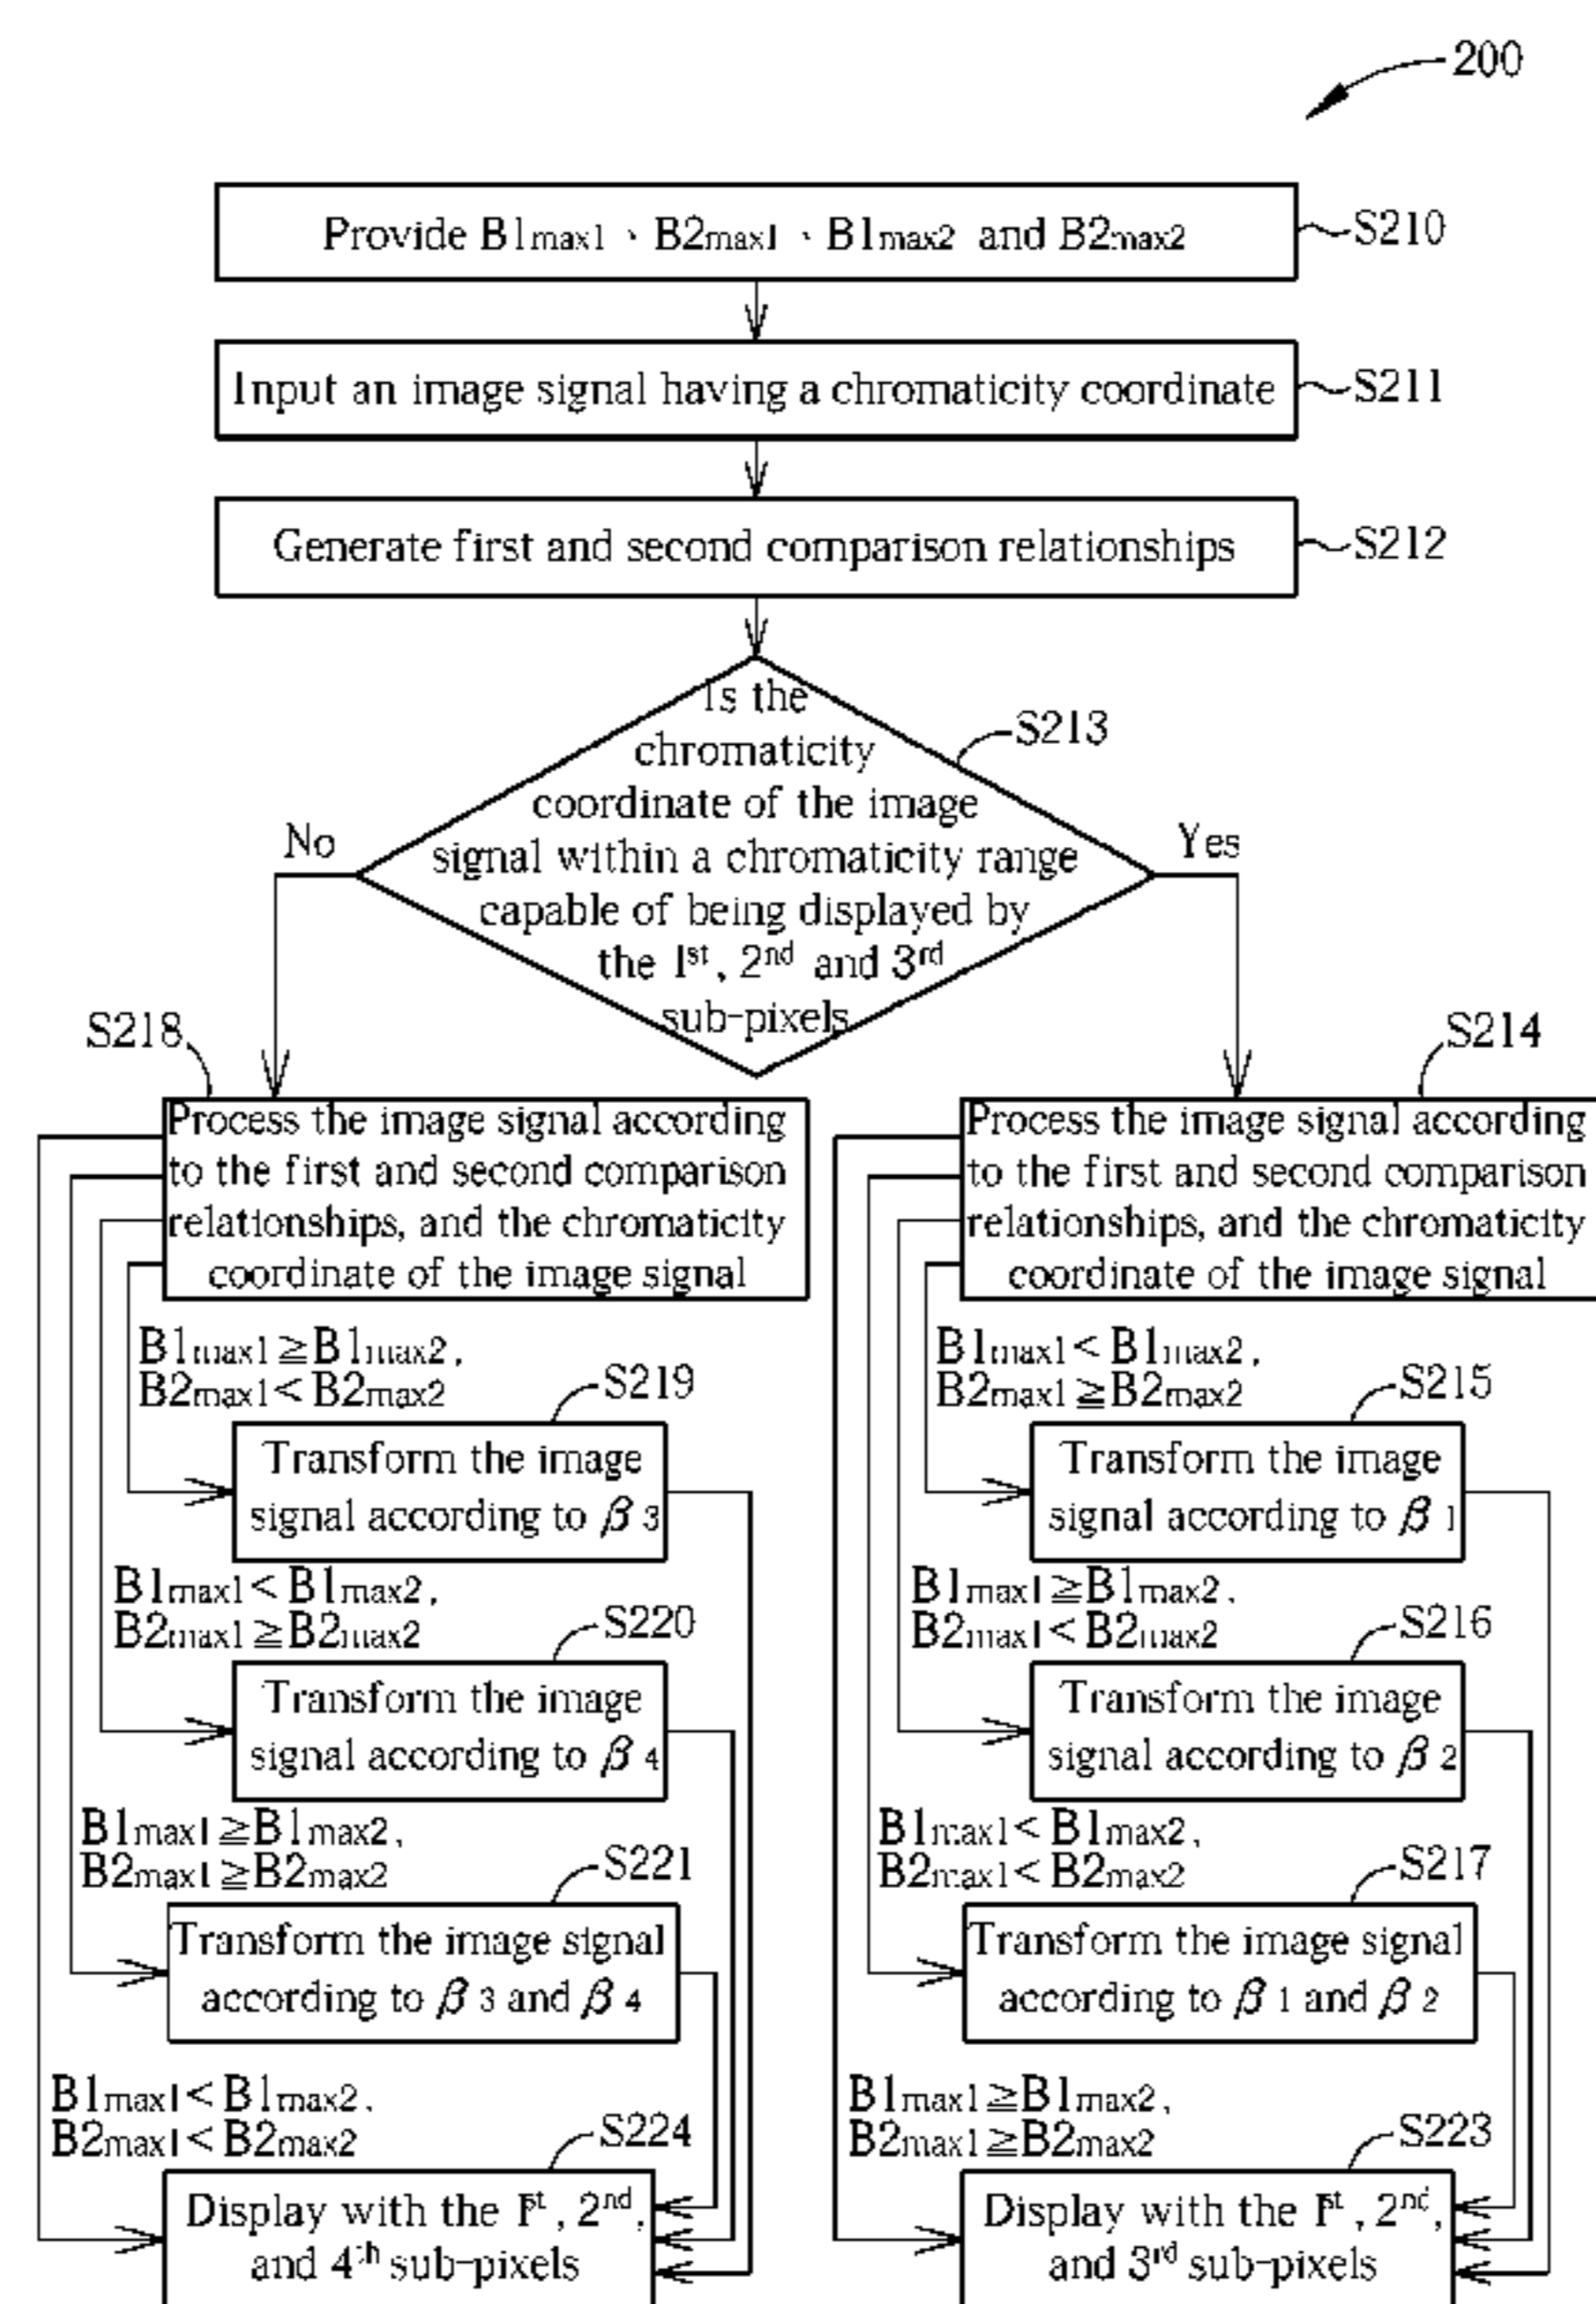 200
Provide B1max1、B2max1、B1max2 and B2max2
S210
Input an image signal having a chromaticity coordinate
S211
Generate first and second comparison relationships
S212
Is the
chromaticity
coordinate of the image
signal within a chromaticity range
capable of being displayed by
the 1st, 2nd and 3rd
sub-pixels
S213
No
Yes
S218
Process the image signal according
to the first and second comparison
relationships, and the chromaticity
coordinate of the image signal
S214
Process the image signal according
to the first and second comparison
relationships, and the chromaticity
coordinate of the image signal
B1max1≧B1max2,
B2max1<B2max2
S219
Transform the image
signal according to β3
B1max1<B1max2,
B2max1≧B2max2
S220
Transform the image
signal according to β4
B1max1≧B1max2,
B2max1≧B2max2
S221
Transform the image signal
according to β3 and β4
B1max1<B1max2,
B2max1<B2max2
S224
Display with the 1st, 2nd,
and 4th sub-pixels
B1max1<B1max2,
B2max1≧B2max2
S215
Transform the image
signal according to β1
B1max1≧B1max2,
B2max1<B2max2
S216
Transform the image
signal according to β2
B1max1<B1max2,
B2max1<B2max2
S217
Transform the image signal
according to β1 and β2
B1max1≧B1max2,
B2max1≧B2max2
S223
Display with the 1st, 2nd,
and 3rd sub-pixels